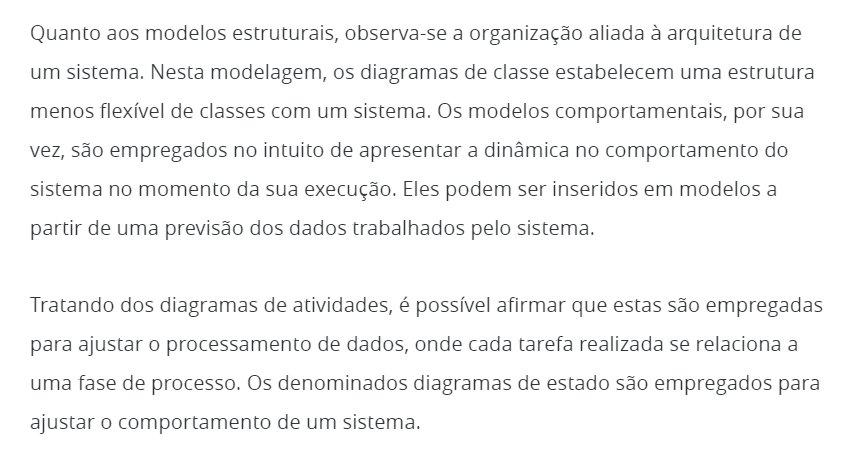 Quanto aos modelos estruturais, observa-se a organização aliada à arquitetura de
um sistema. Nesta modelagem, os diagramas de classe estabelecem uma estrutura
menos flexível de classes com um sistema. Os modelos comportamentais, por sua
vez, são empregados no intuito de apresentar a dinâmica no comportamento do
sistema no momento da sua execução. Eles podem ser inseridos em modelos a
partir de uma previsão dos dados trabalhados pelo sistema.
Tratando dos diagramas de atividades, é possível afirmar que estas são empregadas
para ajustar o processamento de dados, onde cada tarefa realizada se relaciona a
uma fase de processo. Os denominados diagramas de estado são empregados para
ajustar o comportamento de um sistema.